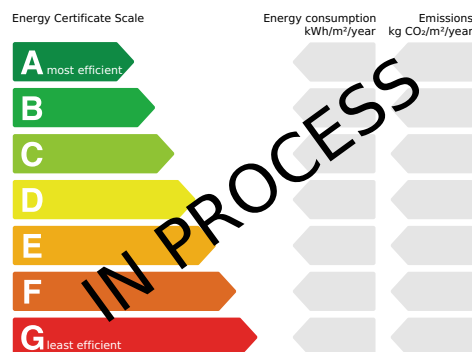 Energy Certificate Scale
Energy consumption
kWh/m²/year
Emissions
kg CO₂/m²/year
A most efficient
B
C
D
E
F
G least efficient
IN PROCESS